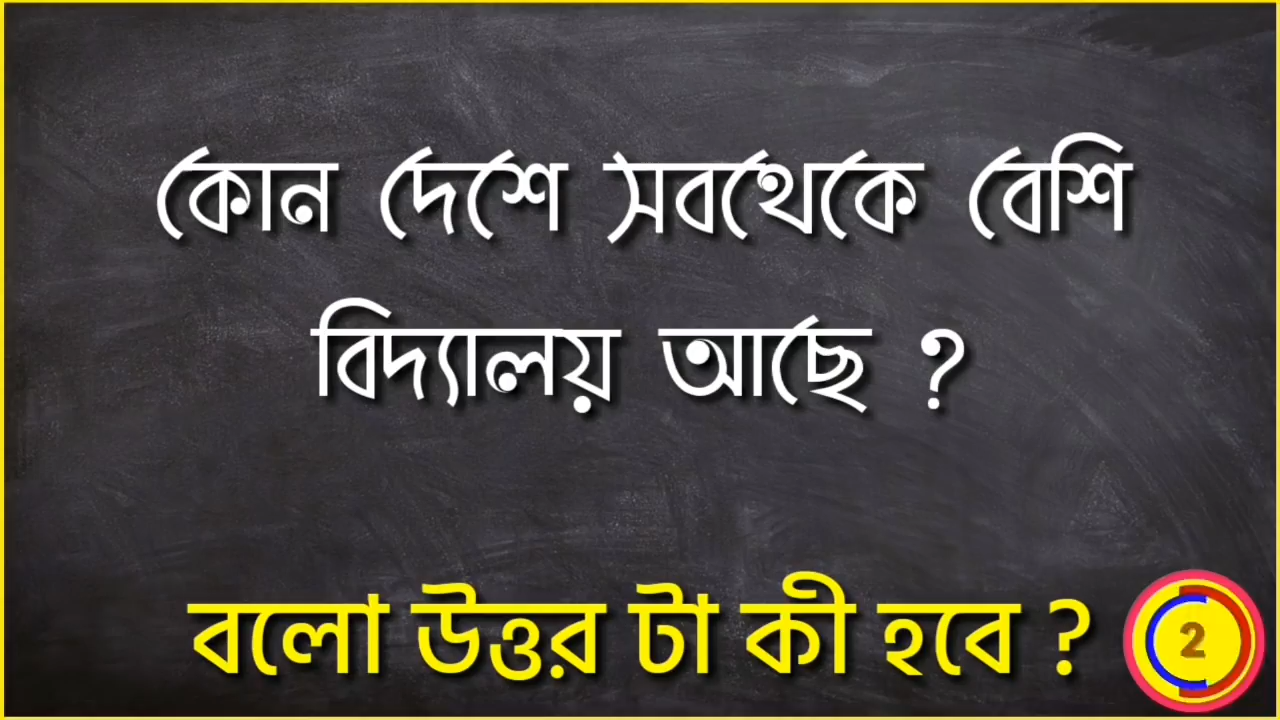 কোন দেশে সবথেকে বেশি
বিদ্যালয় আছে ?
বলো উত্তর টা কী হবে ?
2